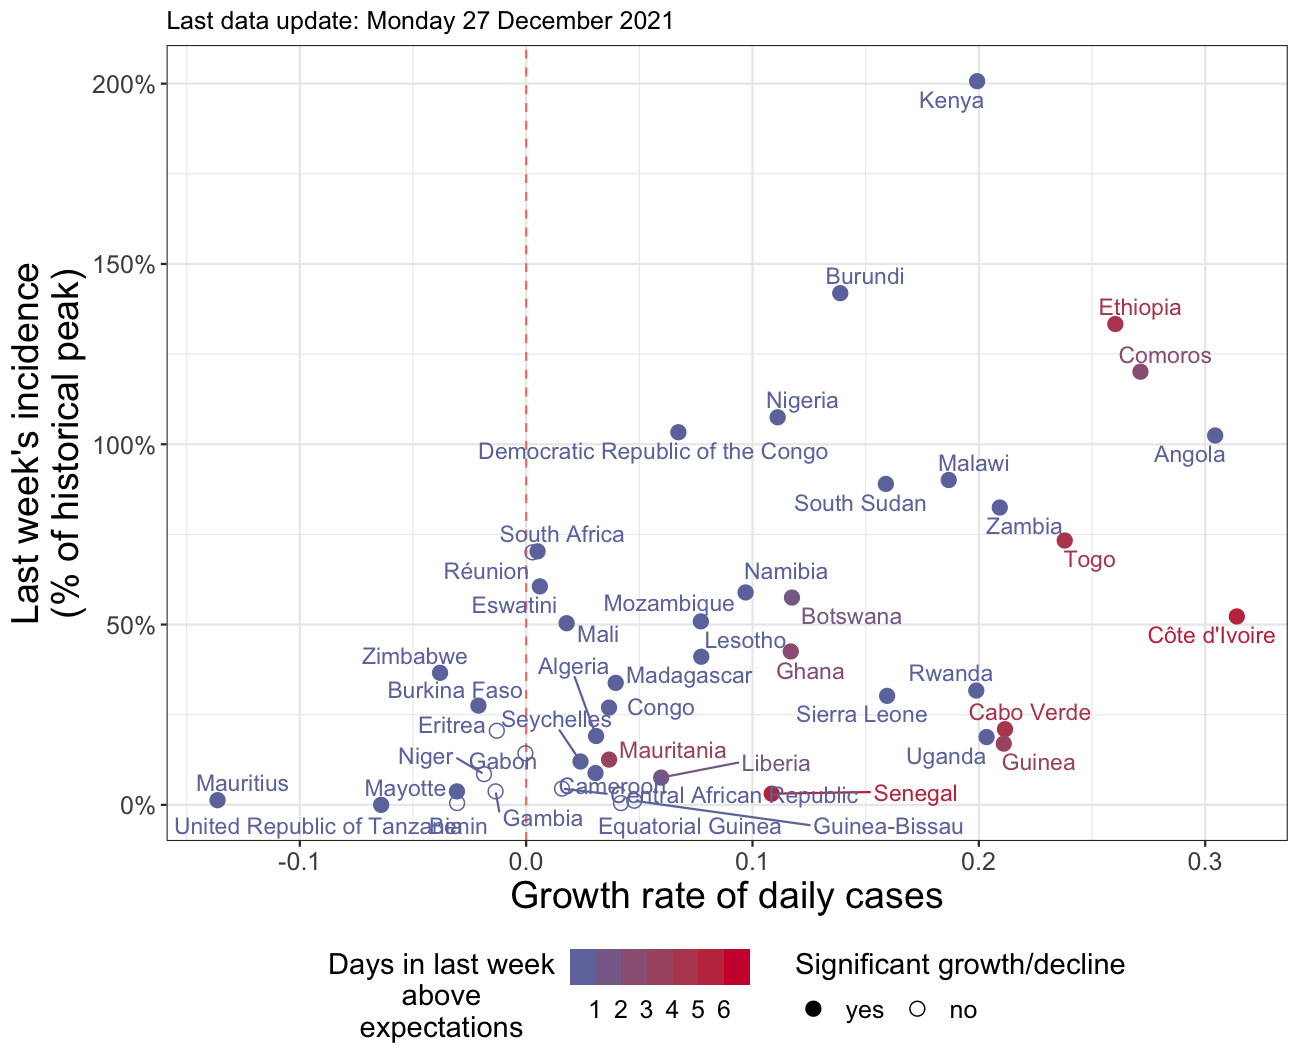 Last data update: Monday 27 December 2021
Last week's incidence
(% of historical peak)
200%
150%
100%
50%
0%
Kenya
Burundi
Ethiopia
Comoros
Nigeria
Democratic Republic of the Congo
Angola
Malawi
South Sudan
Zambia
South Africa
Togo
Réunion
Namibia
Eswatini
Mozambique
Botswana
Mali
Lesotho
Côte d'Ivoire
Zimbabwe
Algeria
Ghana
Madagascar
Rwanda
Burkina Faso
Congo
Sierra Leone
Cabo Verde
Eritrea
Seychelles
Mauritania
Niger
Gabon
Liberia
Uganda
Guinea
Mauritius
Mayotte
Cameroon
Central African Republic
Senegal
Gambia
United Republic of Tanzania
Benin
Equatorial Guinea
Guinea-Bissau
-0.1
0.0
0.1
0.2
0.3
Growth rate of daily cases
Days in last week
above
expectations
1 2 3 4 5 6
Significant growth/decline
yes
no